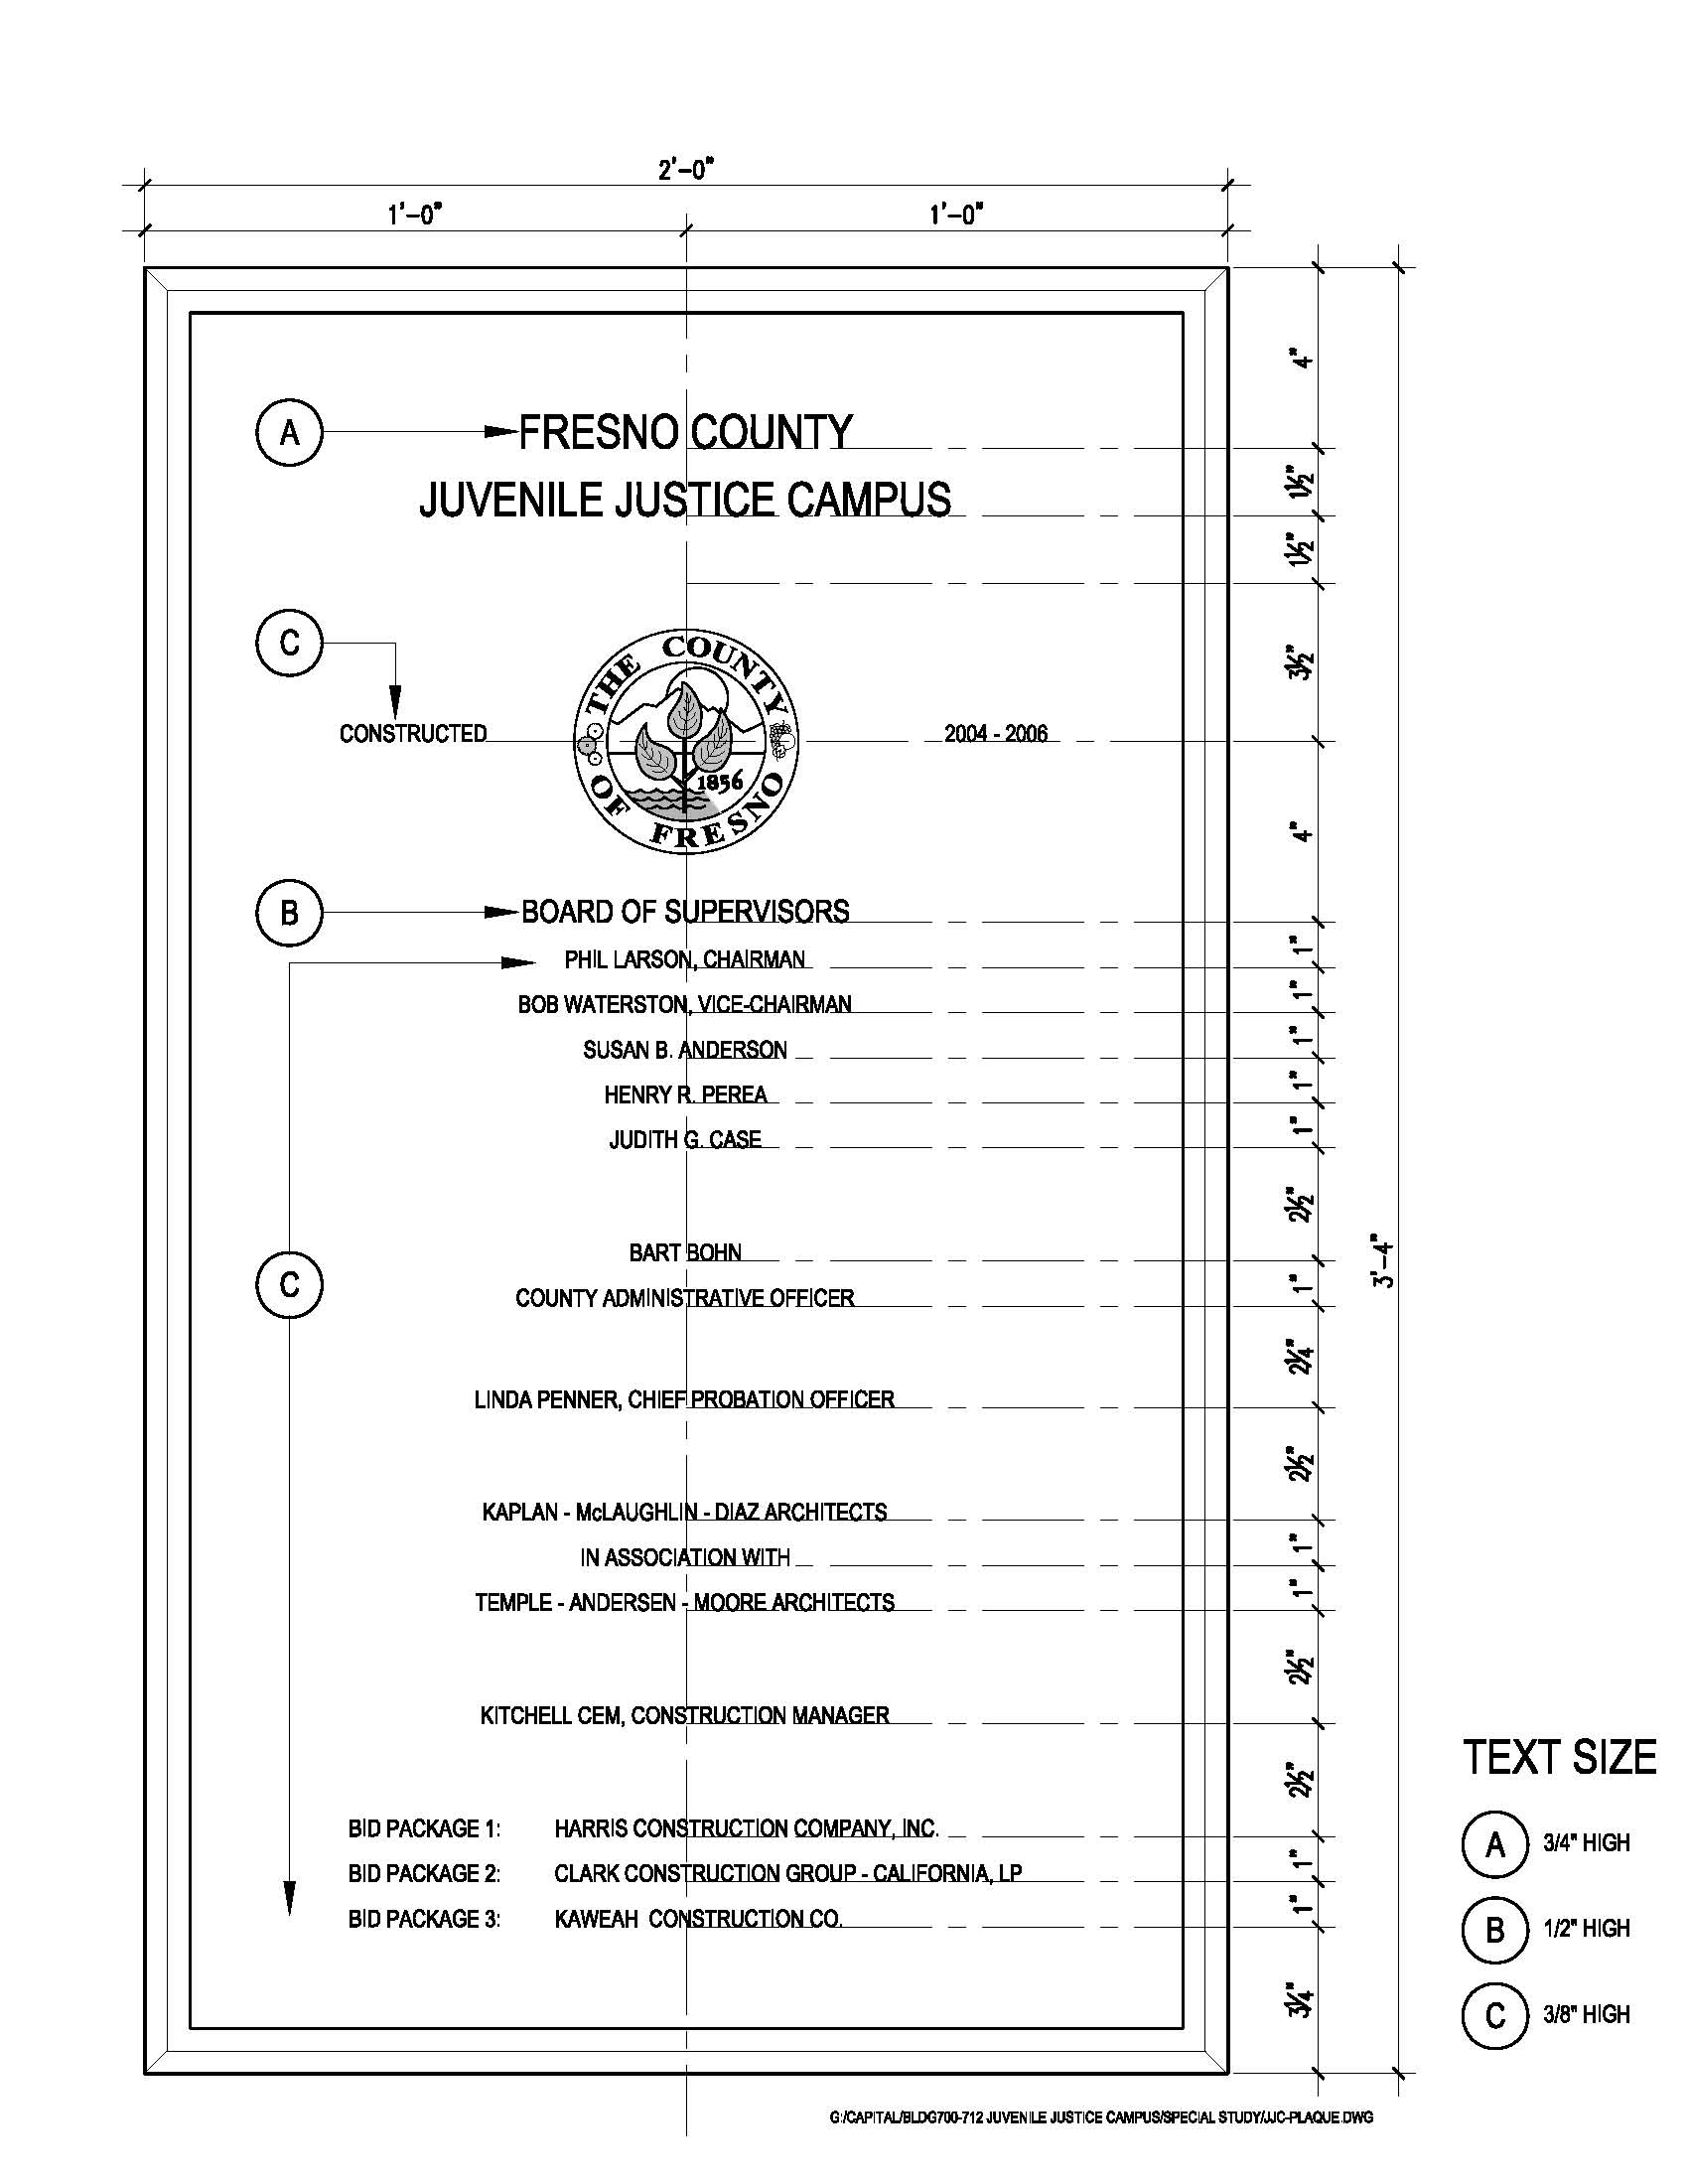 2'-0"
1'-0" 1'-0"
4"
A FRESNO COUNTY
1½"
JUVENILE JUSTICE CAMPUS
1½"
C
3½"
THE COUNTY OF FRESNO
1856
CONSTRUCTED 2004 - 2006
4"
B BOARD OF SUPERVISORS
1"
PHIL LARSON, CHAIRMAN
1"
BOB WATERSTON, VICE-CHAIRMAN
1"
SUSAN B. ANDERSON
1"
HENRY R. PEREA
1"
JUDITH G. CASE
2½"
3'-4"
BART BOHN
C
1"
COUNTY ADMINISTRATIVE OFFICER
2¼"
LINDA PENNER, CHIEF PROBATION OFFICER
2½"
KAPLAN - McLAUGHLIN - DIAZ ARCHITECTS
1"
IN ASSOCIATION WITH
1"
TEMPLE - ANDERSEN - MOORE ARCHITECTS
2½"
KITCHELL CEM, CONSTRUCTION MANAGER
2½"
BID PACKAGE 1: HARRIS CONSTRUCTION COMPANY, INC.
1"
BID PACKAGE 2: CLARK CONSTRUCTION GROUP - CALIFORNIA, LP
1"
BID PACKAGE 3: KAWEAH CONSTRUCTION CO.
3¼"
TEXT SIZE
A 3/4" HIGH
B 1/2" HIGH
C 3/8" HIGH
G:/CAPITAL/BLDG700-712 JUVENILE JUSTICE CAMPUS/SPECIAL STUDY/JJC-PLAQUE.DWG